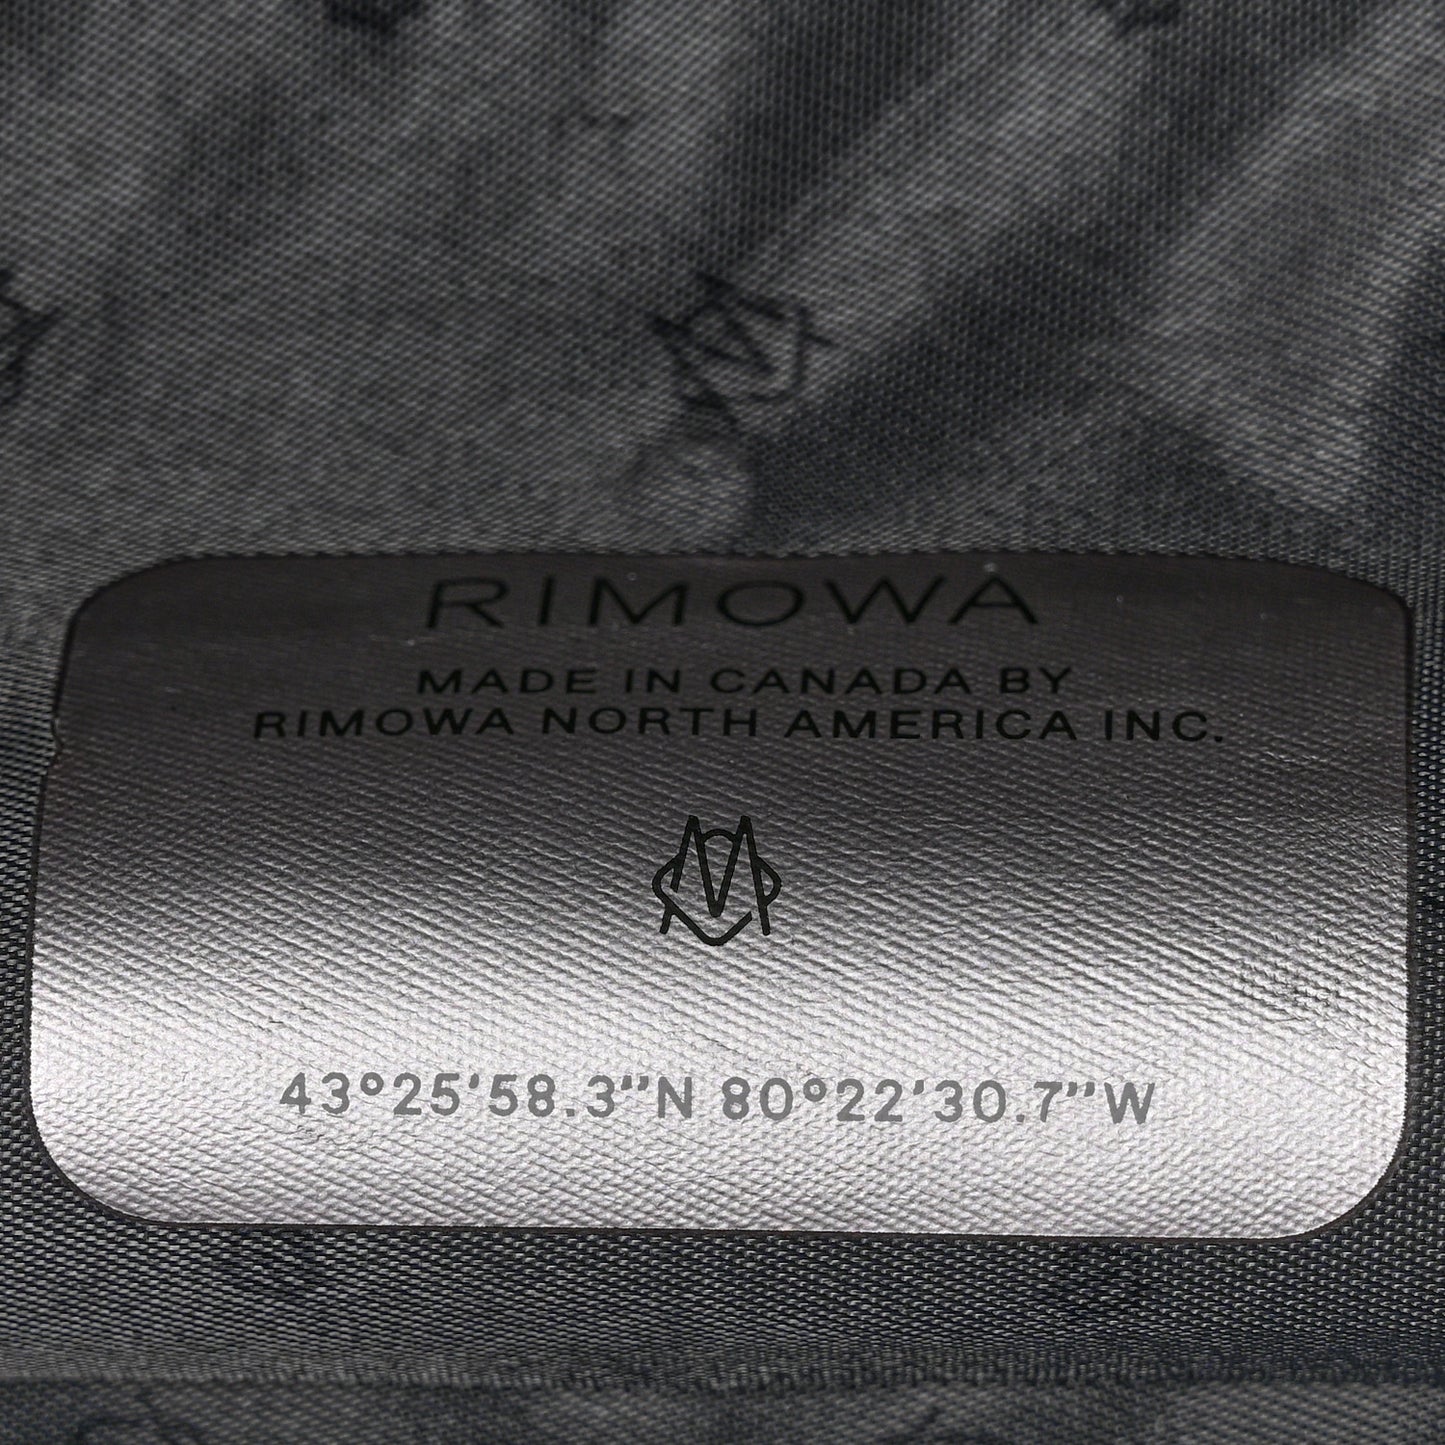 RIMOWA
MADE IN CANADA BY
RIMOWA NORTH AMERICA INC.
43°25'58.3"N 80°22'30.7"W